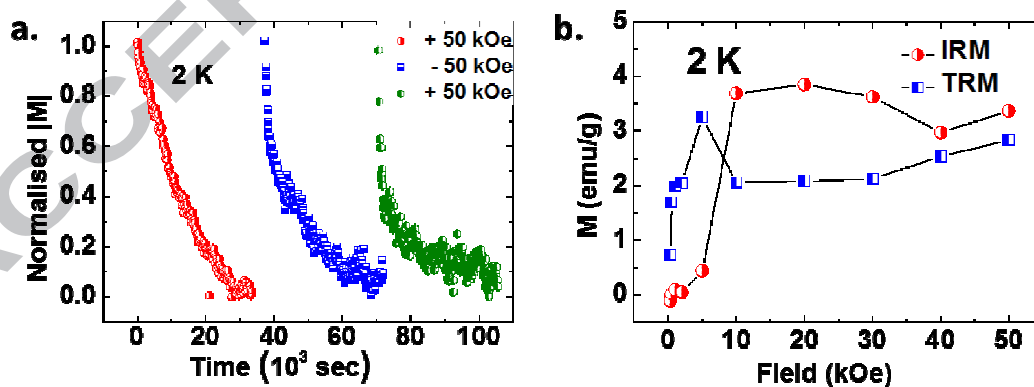 a.
1.0
0.8
0.6
0.4
0.2
0.0
Normalised |M|
2 K
+ 50 kOe
- 50 kOe
+ 50 kOe
0 20 40 60 80 100
Time (10³ sec)
b.
5
4
3
2
1
0
M (emu/g)
2 K
IRM
TRM
0 10 20 30 40 50
Field (kOe)